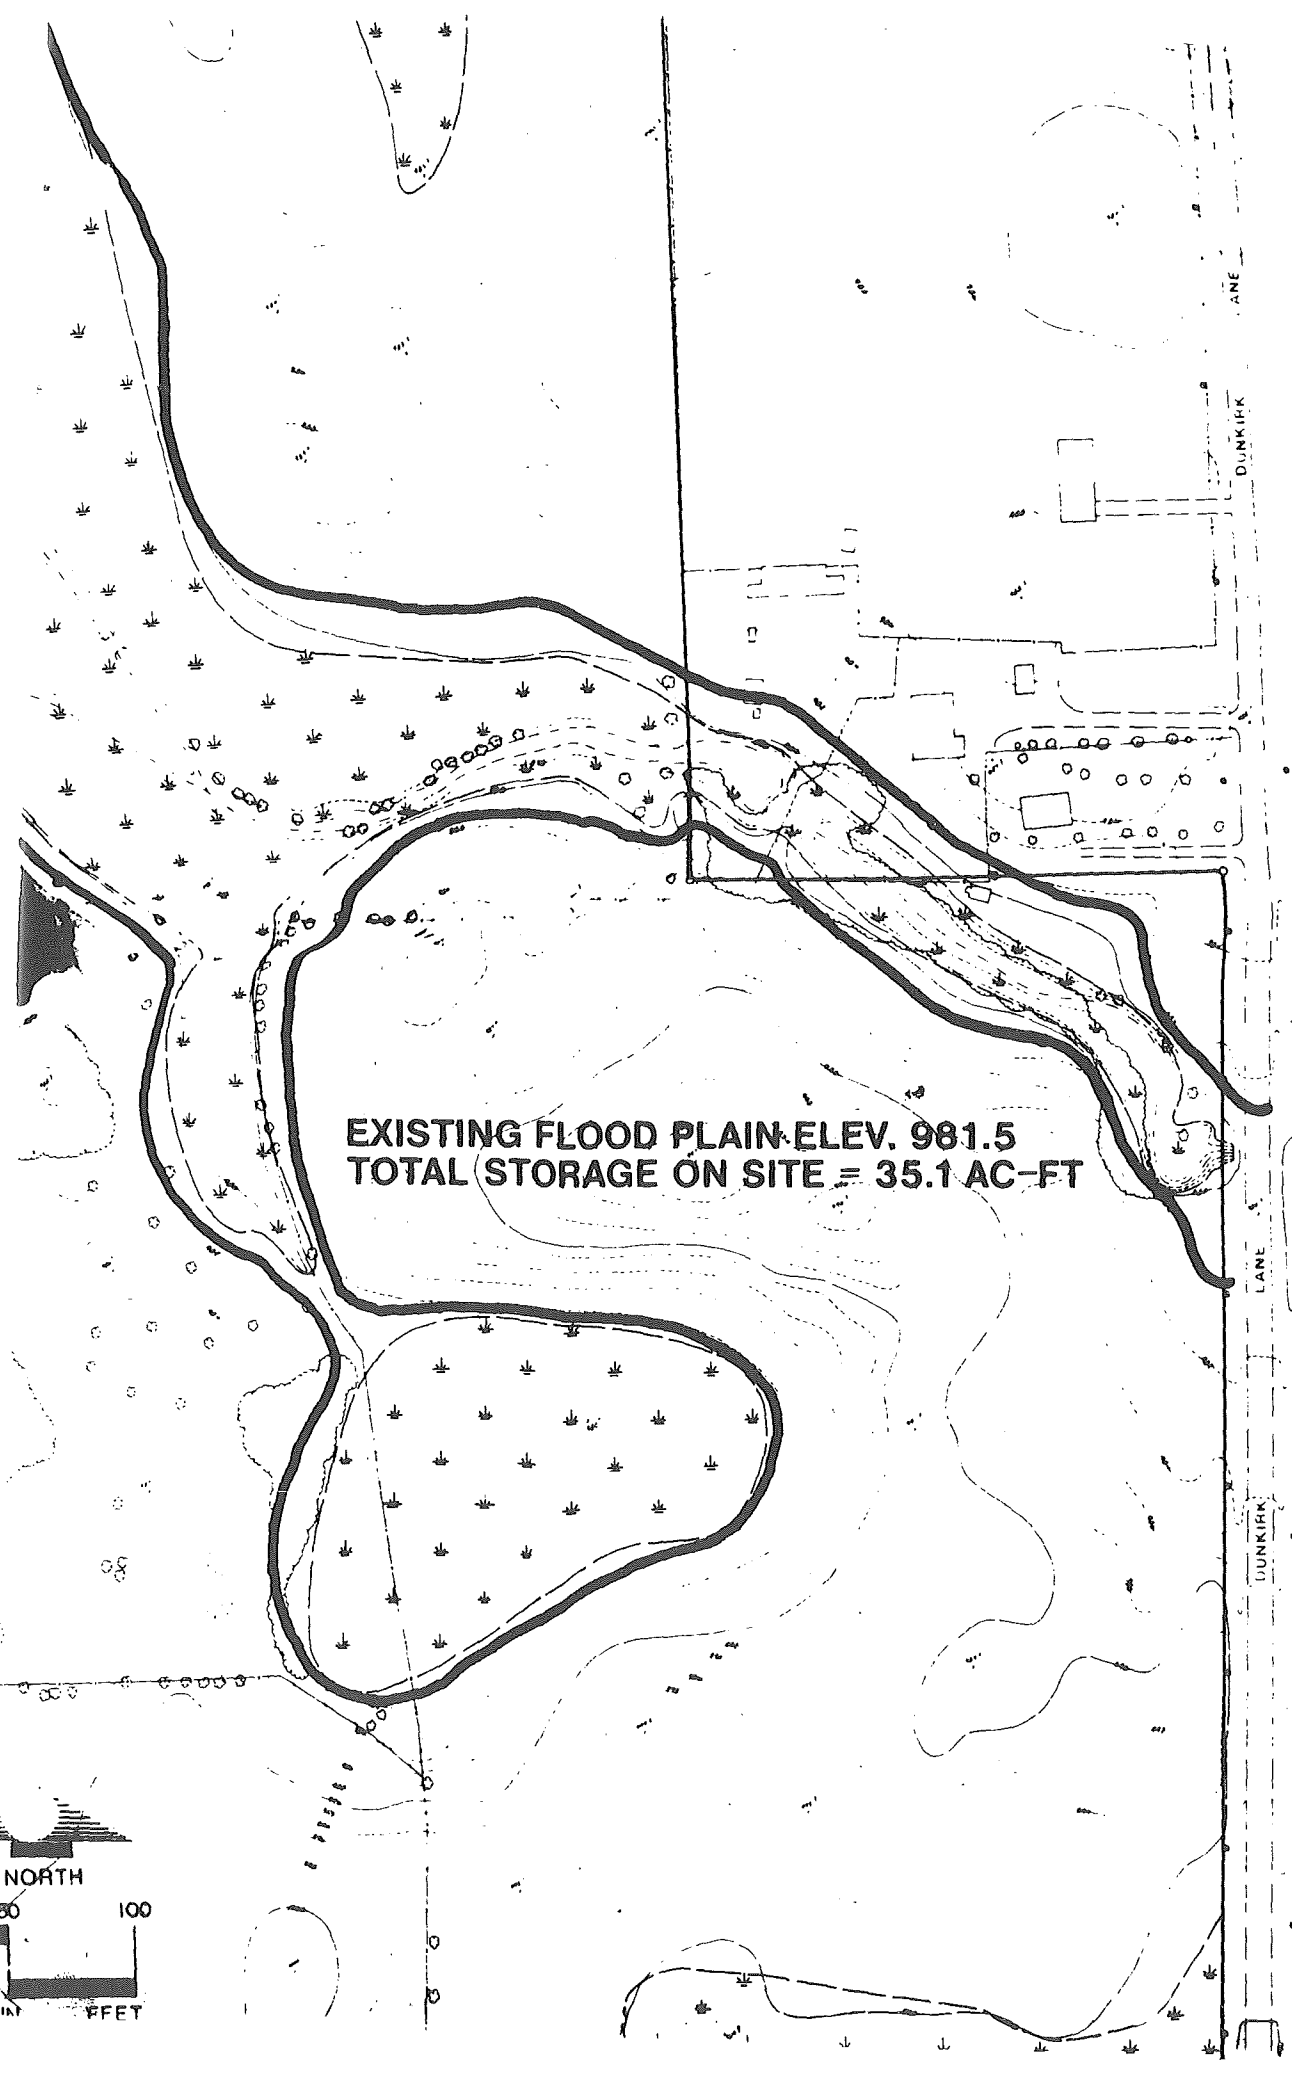 LANE
DUNKIRK
EXISTING FLOOD PLAIN ELEV. 981.5
TOTAL STORAGE ON SITE = 35.1 AC-FT
LANE
DUNKIRK
NORTH
100